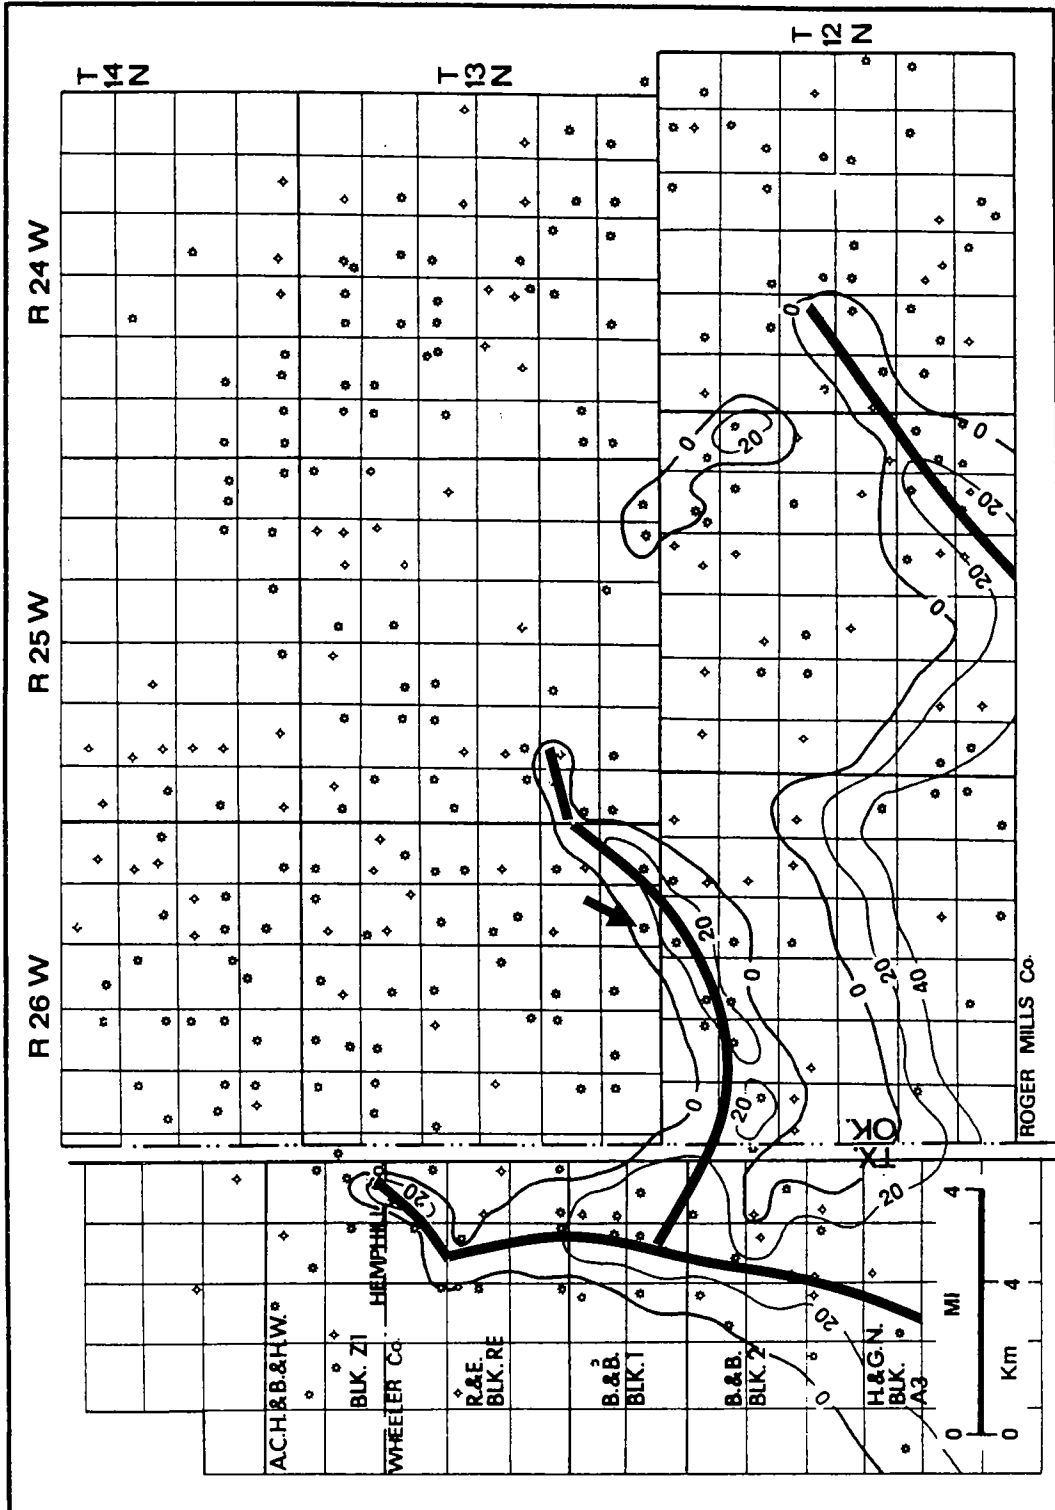 T
14
N
T
13
N
T
12
N
R 24 W
R 25 W
R 26 W
0
20
0
0
20
20
0
20
0
20
0
0
20
0
20
40
20
TX.
OK.
ROGER MILLS Co.
20
20
0
HEMPHILL
WHEELER Co.
A.C.H.& B.& H.W.
BLK. Z1
R.& E.
BLK. RE
B.& B.
BLK. 1
B.& B.
BLK. 2
H.& G.N.
BLK.
A3
0 MI 4
0 Km 4